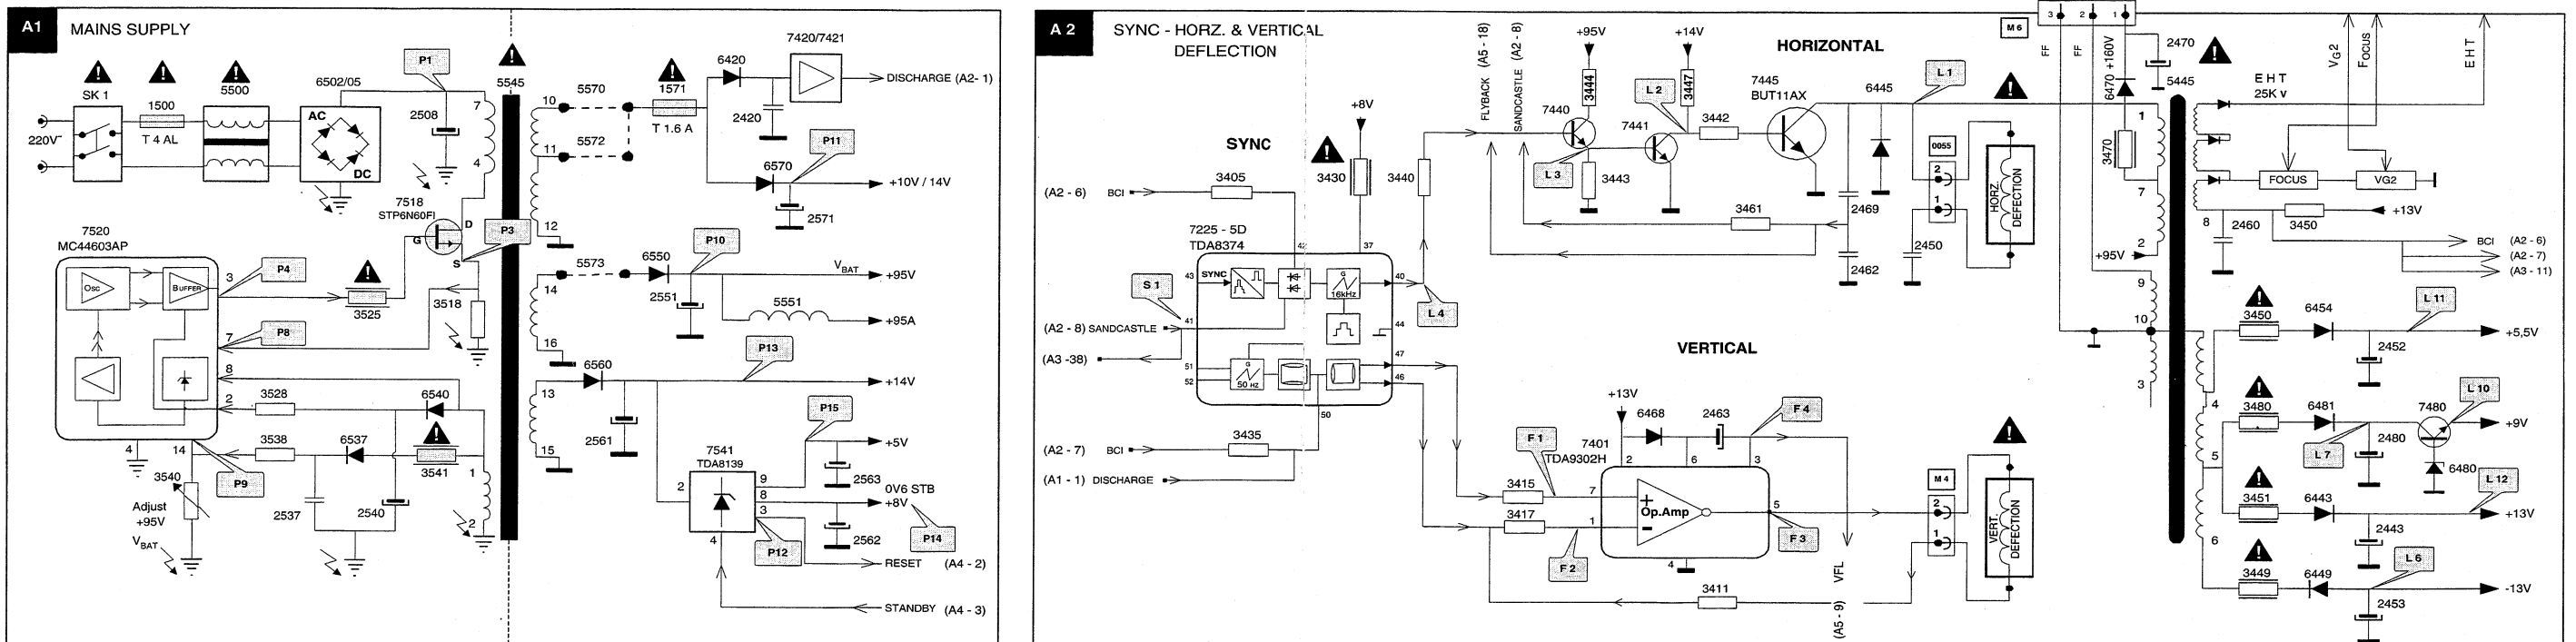 A1 MAINS SUPPLY
SK 1
1500
T 4 AL
5500
6502/05
AC
DC
220V~
P1
2508
7
4
5545
7518
STP6N60FI
D
G
S
P3
7520
MC44603AP
OSC
BUFFER
3
P4
3525
3518
7
P8
8
2
3528
6540
4
14
3538
6537
3541
3540
P9
Adjust
+95V
VBAT
2537
2540
1
2
10
5570
11
5572
12
1571
T 1.6 A
6420
2420
7420/7421
DISCHARGE (A2- 1)
6570
P11
+10V / 14V
2571
5573
14
16
6550
P10
2551
VBAT
+95V
5551
+95A
13
15
6560
P13
+14V
2561
7541
TDA8139
2
9
8
3
4
P15
+5V
2563
0V6 STB
+8V
2562
P14
P12
RESET (A4 - 2)
STANDBY (A4 - 3)
A 2 SYNC - HORZ. & VERTICAL
DEFLECTION
SYNC
(A2 - 6) BCI
3405
+8V
3430
3440
7225 - 5D
TDA8374
42
37
43
SYNC
G
16kHz
40
L 4
S 1
41
(A2 - 8) SANDCASTLE
(A3 -38)
44
51
52
G
50 Hz
47
46
50
(A2 - 7) BCI
3435
(A1 - 1) DISCHARGE
FLYBACK (A5 - 18)
SANDCASTLE (A2 - 8)
HORIZONTAL
+95V
3444
7440
L 3
3443
+14V
3447
L 2
7441
3442
7445
BUT11AX
6445
L 1
3461
2469
2462
2450
0055
2
1
HORZ.
DEFECTION
VERTICAL
+13V
6468
2463
F 4
F 1
7401
TDA9302H
2
6
3
3415
7
3417
1
F 2
Op.Amp
+
-
5
F 3
4
3411
VFL
(A5 - 9)
M 4
2
1
VERT.
DEFLECTION
M 6
3
2
1
FF
FF
6470 +160V
2470
3470
5445
1
7
2
+95V
9
10
3
EHT
25K V
VG2
FOCUS
EHT
FOCUS
VG2
8
2460
3450
+13V
BCI (A2 - 6)
(A2 - 7)
(A3 - 11)
3450
6454
L 11
+5,5V
2452
4
3480
6481
7480
L 10
+9V
L 7
2480
6480
5
3451
6443
L 12
+13V
2443
6
3449
6449
L 6
-13V
2453